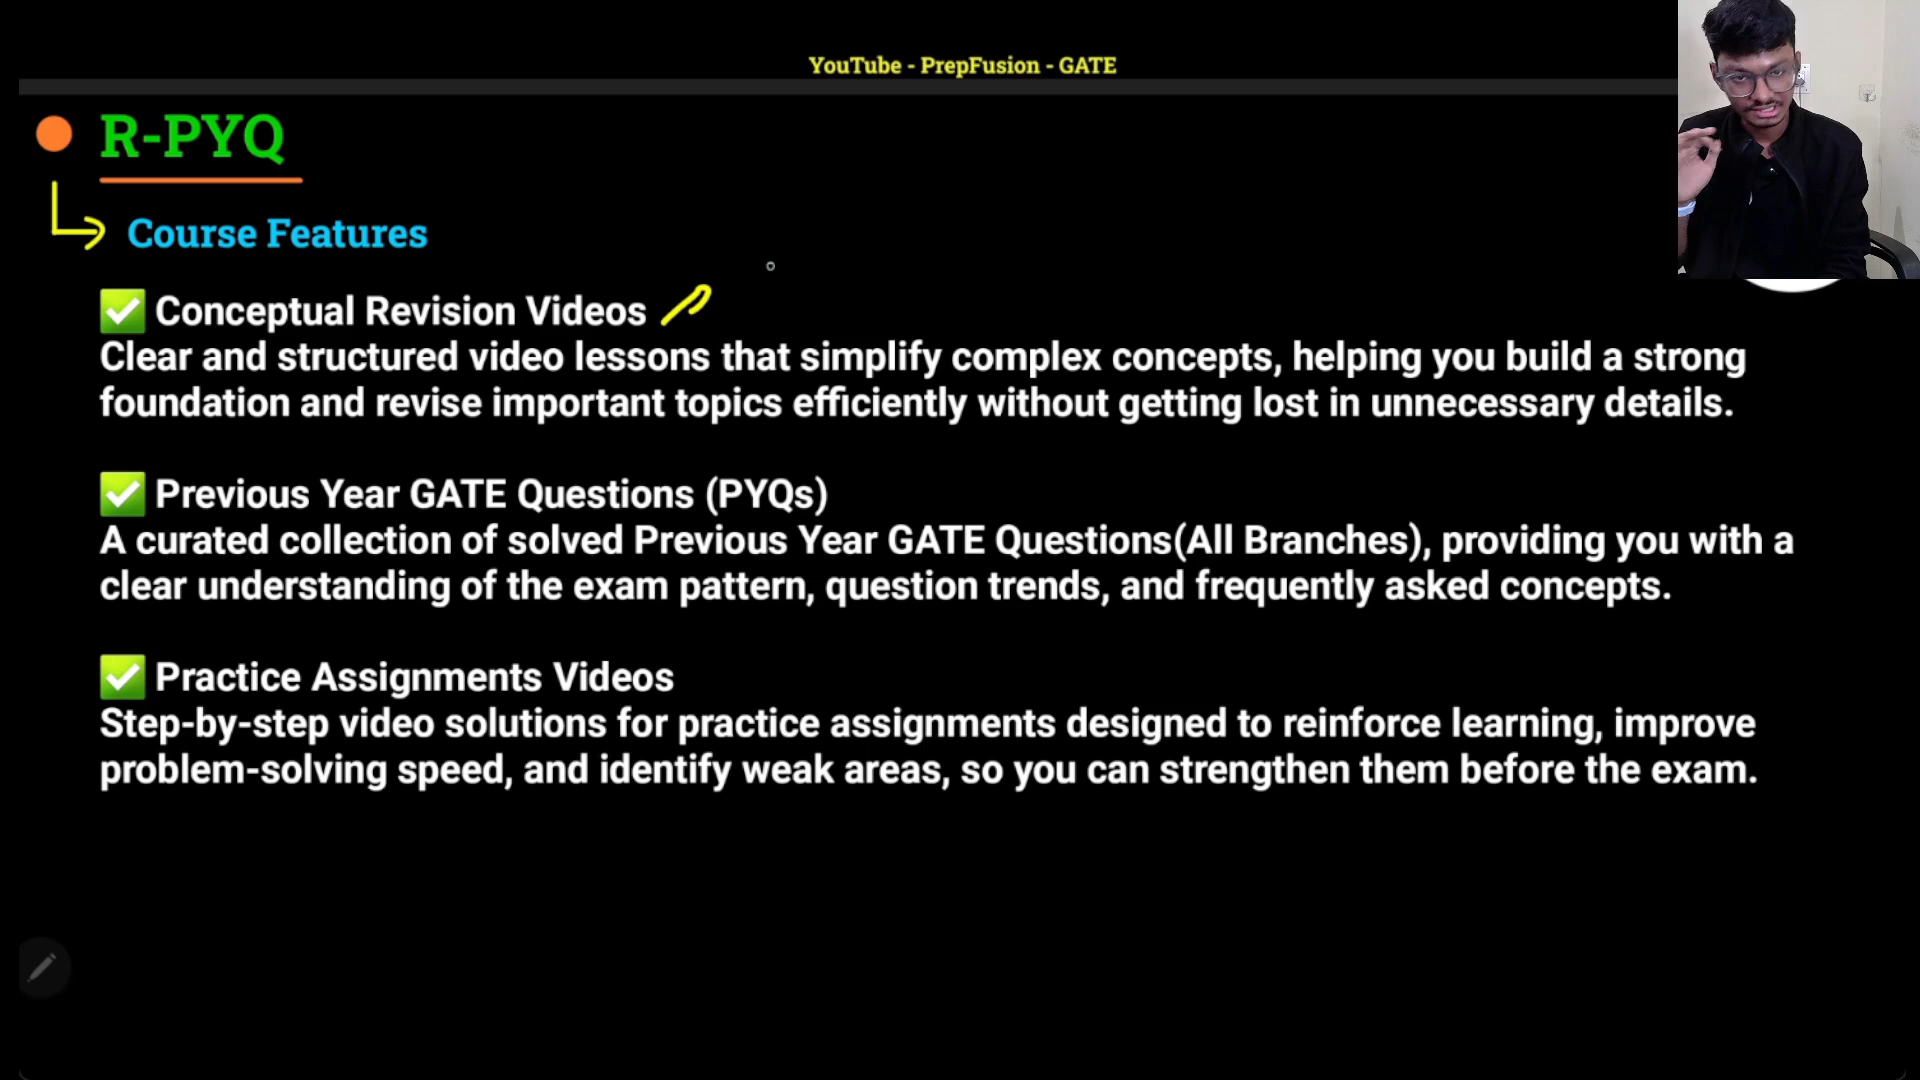 YouTube - PrepFusion - GATE
R-PYQ
Course Features
✅ Conceptual Revision Videos
Clear and structured video lessons that simplify complex concepts, helping you build a strong
foundation and revise important topics efficiently without getting lost in unnecessary details.
✅ Previous Year GATE Questions (PYQs)
A curated collection of solved Previous Year GATE Questions(All Branches), providing you with a
clear understanding of the exam pattern, question trends, and frequently asked concepts.
✅ Practice Assignments Videos
Step-by-step video solutions for practice assignments designed to reinforce learning, improve
problem-solving speed, and identify weak areas, so you can strengthen them before the exam.